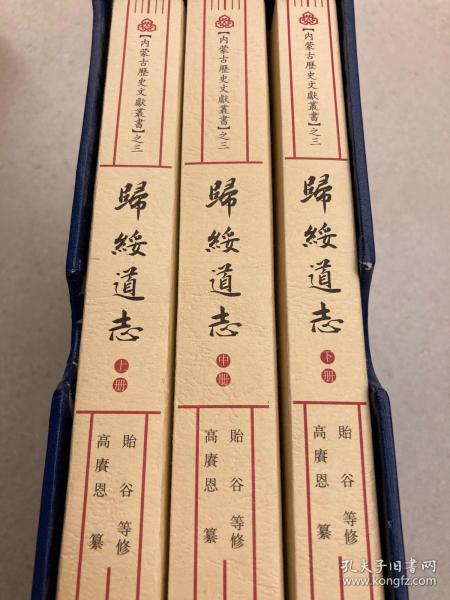 【内蒙古歷史文獻叢書】之三
歸綏道志
上册
貽谷 等修
高賡恩 纂
【内蒙古歷史文獻叢書】之三
歸綏道志
中册
貽谷 等修
高賡恩 纂
【内蒙古歷史文獻叢書】之三
歸綏道志
下册
貽谷 等修
高賡恩 纂
孔夫子旧书网
www.kongfz.com